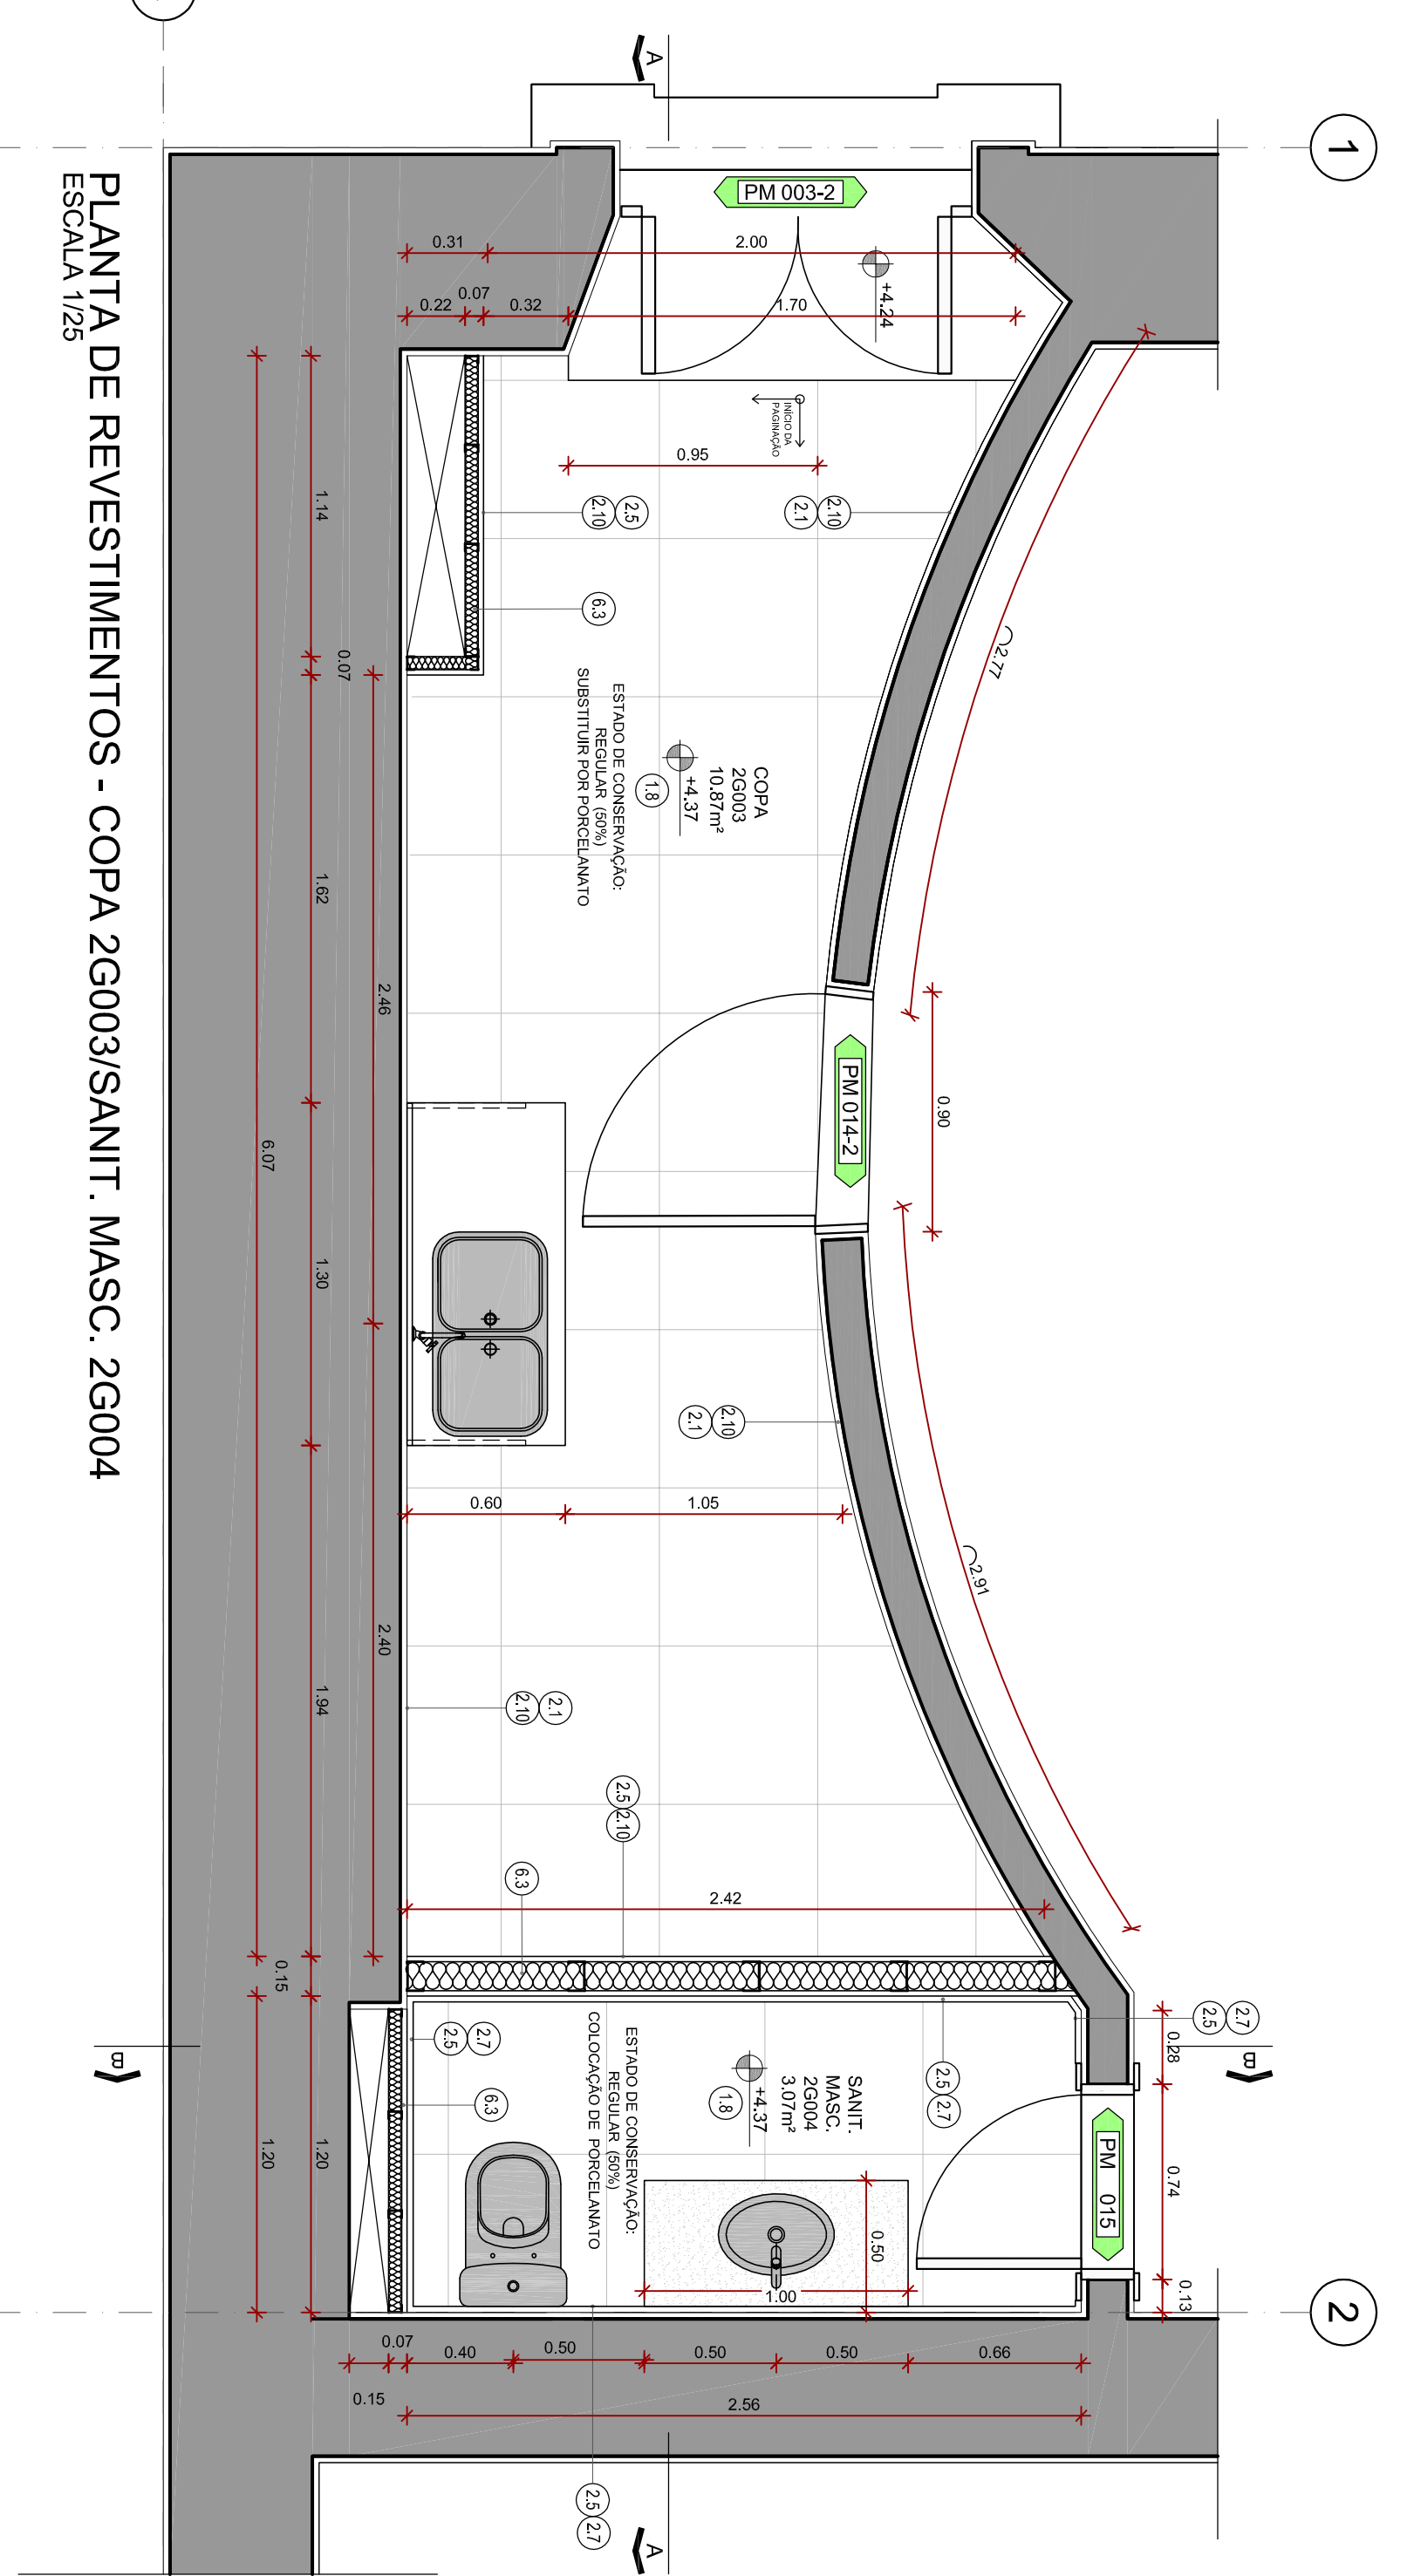 1
A
PM 003-2
0.31
2.00
+4.24
0.22
0.07
0.32
1.70
INÍCIO DA
PAGINAÇÃO
0.95
2.10
2.5
2.1
2.10
6.3
1.14
0.07
2.77
COPA
2G003
10.87m²
+4.37
1.8
ESTADO DE CONSERVAÇÃO:
REGULAR (50%)
SUBSTITUIR POR PORCELANATO
1.62
2.46
0.90
PM 014-2
6.07
1.30
2.1
2.10
0.60
1.05
2.91
2.40
1.94
2.10
2.1
2.5
2.10
6.3
2.42
0.15
2.7
2.5
B
B
0.28
2.5
2.7
2.5
2.7
6.3
SANIT.
MASC.
2G004
3.07m²
+4.37
1.8
ESTADO DE CONSERVAÇÃO:
REGULAR (50%)
COLOCAÇÃO DE PORCELANATO
PM 015
0.74
1.20
1.20
0.50
1.00
0.13
2
0.07
0.40
0.50
0.50
0.50
0.66
0.15
2.56
2.5
2.7
A
PLANTA DE REVESTIMENTOS - COPA 2G003/SANIT. MASC. 2G004
ESCALA 1/25